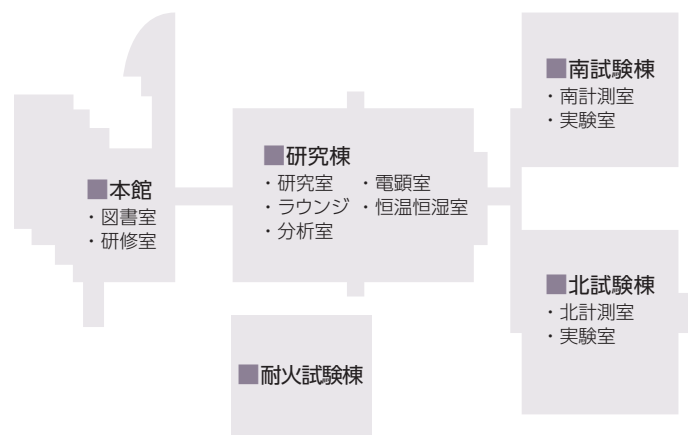 ■本館
・図書室
・研修室
■研究棟
・研究室 ・電顕室
・ラウンジ ・恒温恒湿室
・分析室
■南試験棟
・南計測室
・実験室
■北試験棟
・北計測室
・実験室
■耐火試験棟